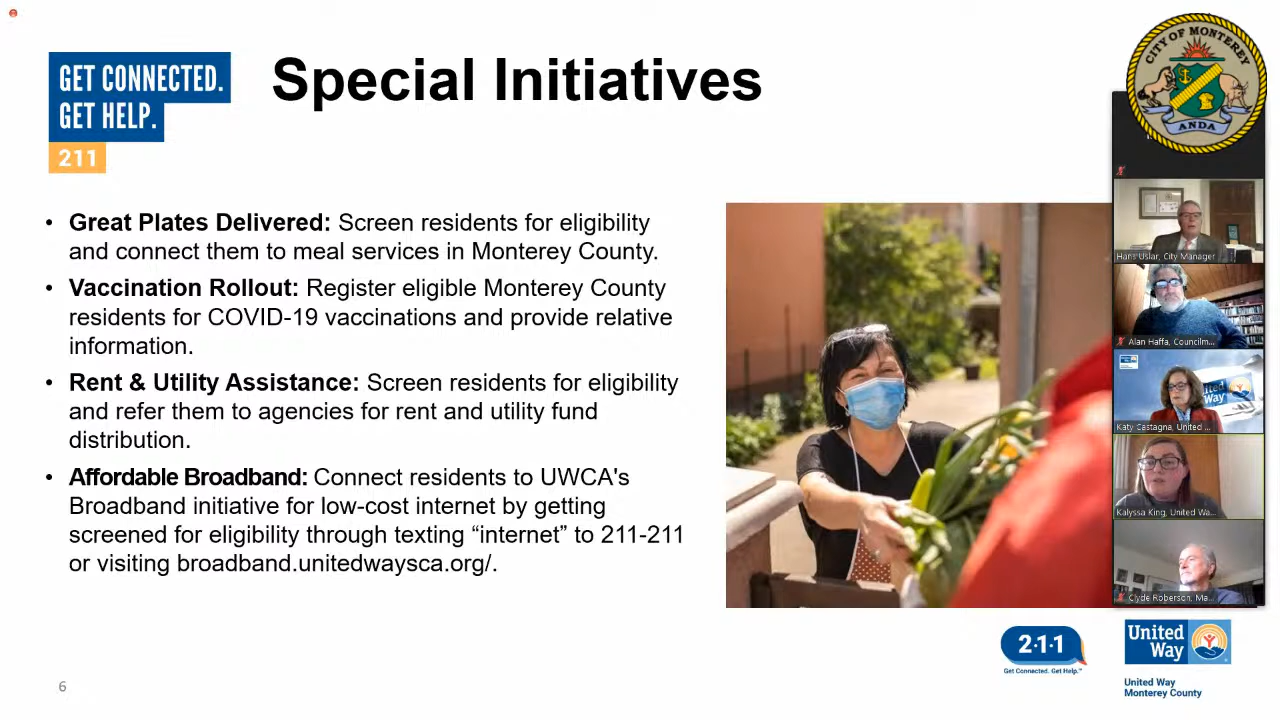 GET CONNECTED.
GET HELP.
211
Special Initiatives
CITY OF MONTEREY
ANDA
• Great Plates Delivered: Screen residents for eligibility
and connect them to meal services in Monterey County.
• Vaccination Rollout: Register eligible Monterey County
residents for COVID-19 vaccinations and provide relative
information.
• Rent & Utility Assistance: Screen residents for eligibility
and refer them to agencies for rent and utility fund
distribution.
• Affordable Broadband: Connect residents to UWCA's
Broadband initiative for low-cost internet by getting
screened for eligibility through texting “internet” to 211-211
or visiting broadband.unitedwaysca.org/.
Hans Uslar, City Manager
Alan Haffa, Councilm...
United
Way
Katy Castagna, United ...
Kalyssa King, United Wa...
Clyde Roberson, Ma...
2·1·1
Get Connected. Get Help.™
United
Way
United Way
Monterey County
6